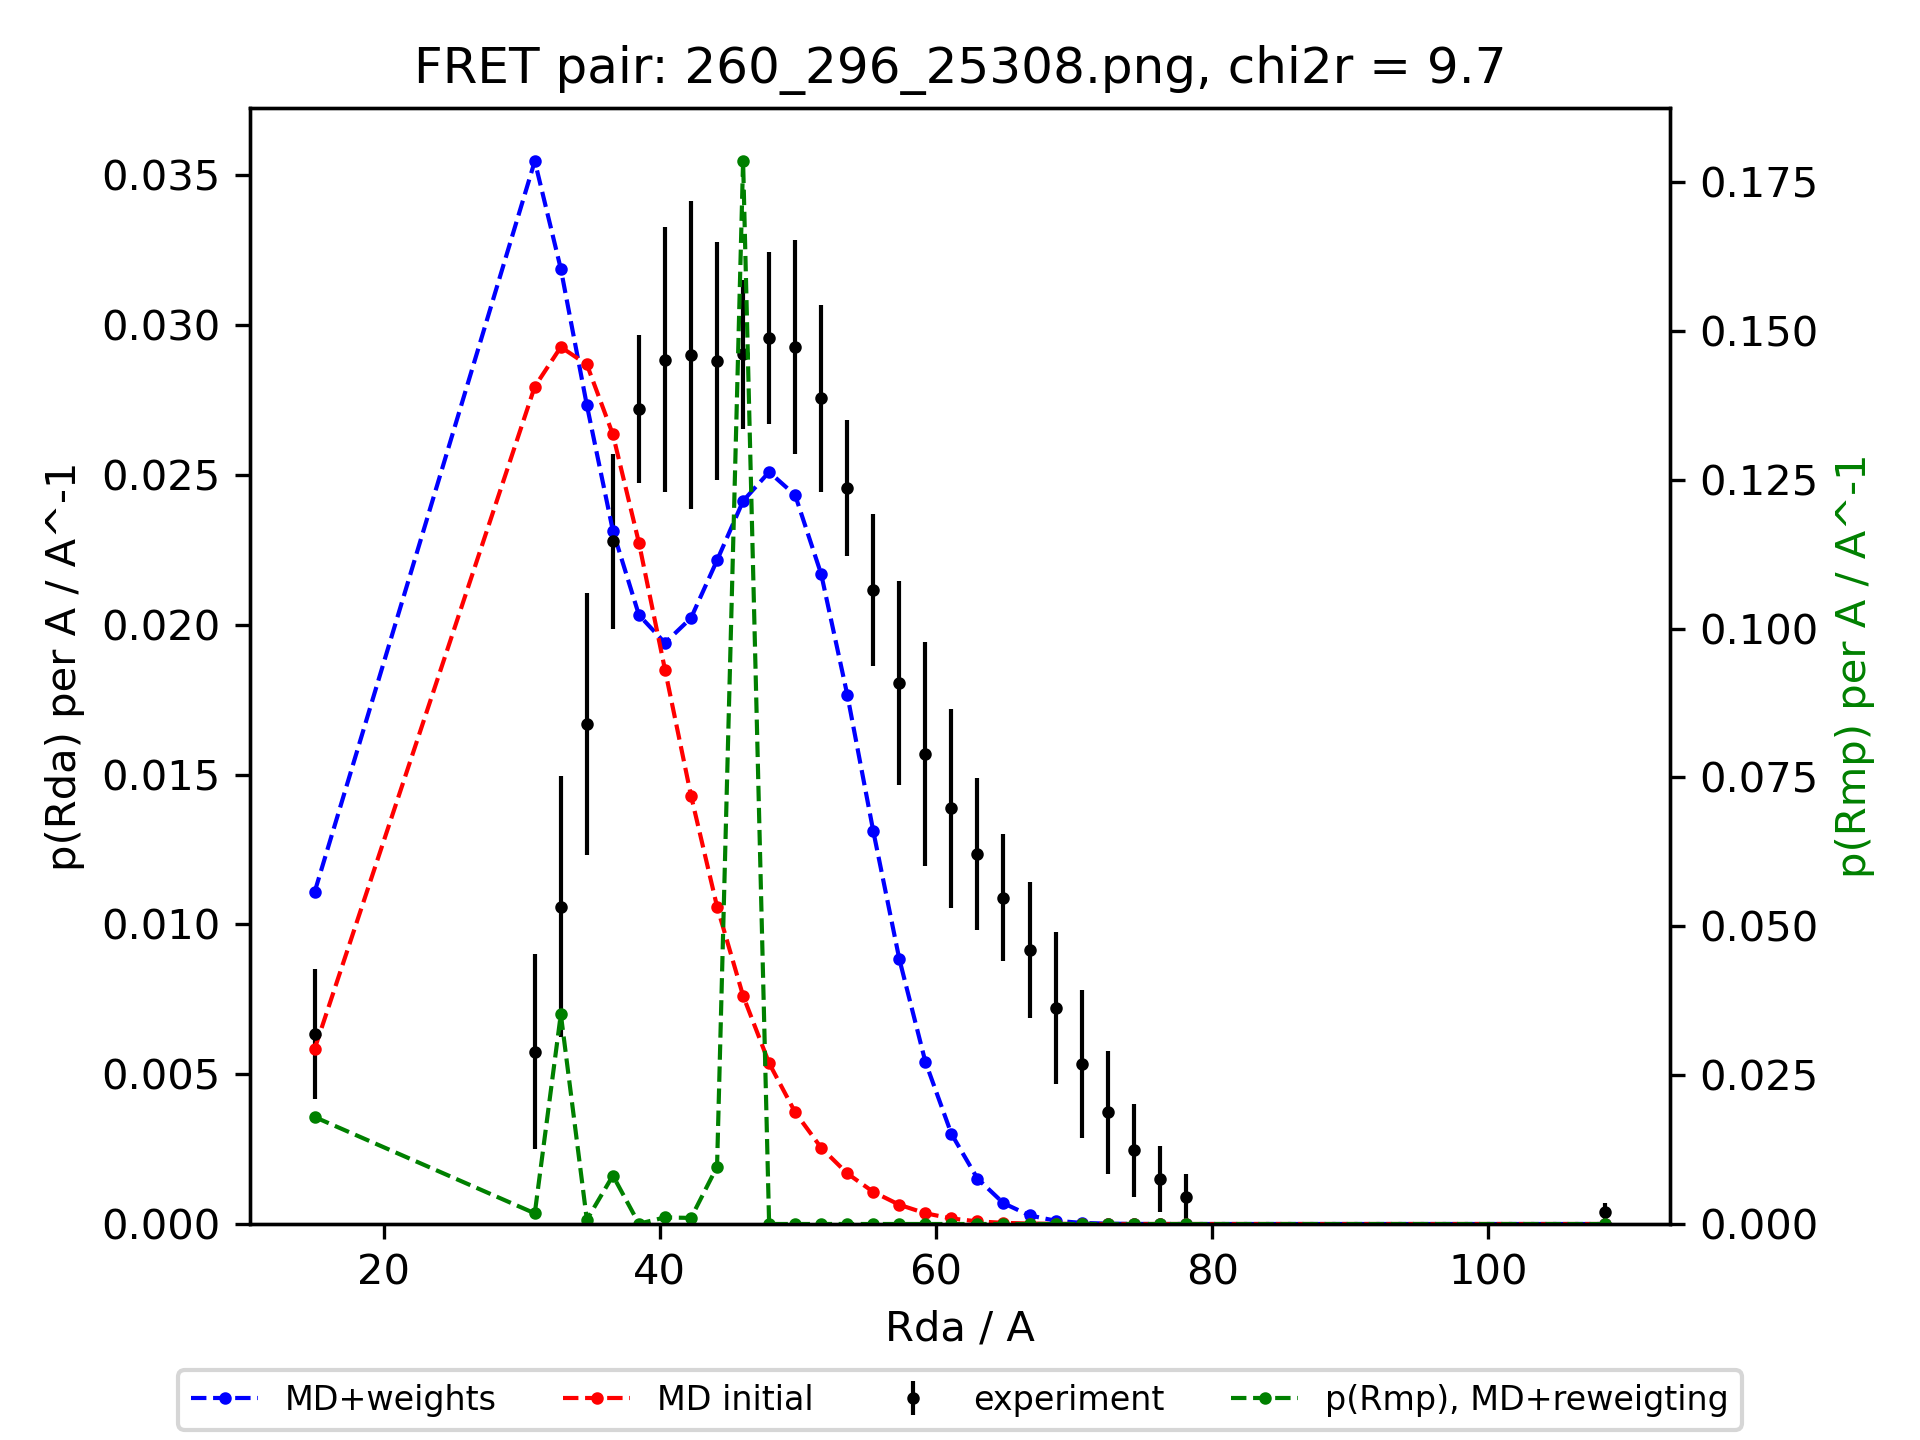 FRET pair: 260_296_25308.png, chi2r = 9.7
0.035
0.030
0.025
0.020
0.015
0.010
0.005
0.000
p(Rda) per A / A^-1
0.175
0.150
0.125
0.100
0.075
0.050
0.025
0.000
p(Rmp) per A / A^-1
20 40 60 80 100
Rda / A
MD+weights MD initial experiment p(Rmp), MD+reweigting